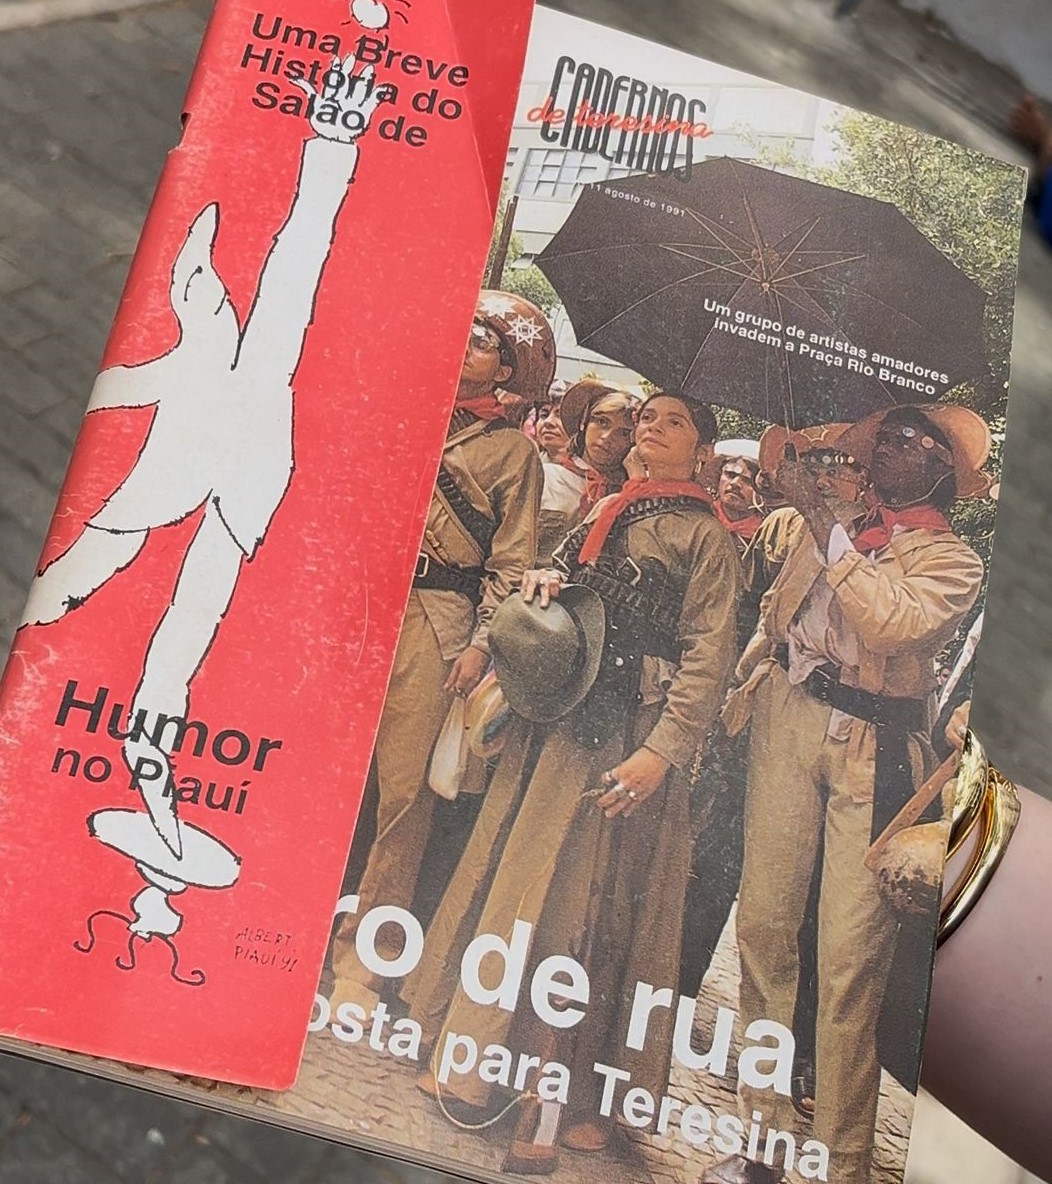 Uma Breve
História do
Salão de
Humor
no Piauí
ALBERT
PIAUÍ 91
CADERNOS
de teresina
11 agosto de 1991
Um grupo de artistas amadores
invadem a Praça Rio Branco
ro de rua
osta para Teresina